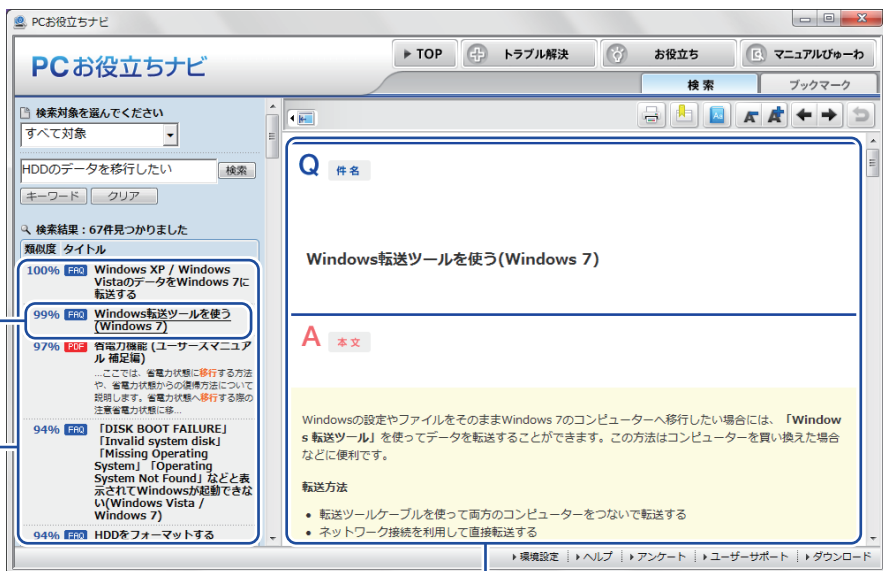 PCお役立ちナビ
PCお役立ちナビ
TOP
トラブル解決
お役立ち
マニュアルびゅーわ
検索
ブックマーク
検索対象を選んでください
すべて対象
HDDのデータを移行したい
検索
キーワード
クリア
検索結果：67件見つかりました
類似度 タイトル
100% FAQ Windows XP / Windows
VistaのデータをWindows 7に
転送する
99% FAQ Windows転送ツールを使う
(Windows 7)
97% PDF 省電力機能 (ユーザーズマニュア
ル 補足編)
...ここでは、省電力状態に移行する方法
や、省電力状態からの復帰方法について
説明します。省電力状態へ移行する際の
注意省電力状態に移...
94% FAQ 「DISK BOOT FAILURE」
「Invalid system disk」
「Missing Operating
System」「Operating
System Not Found」などと表
示されてWindowsが起動できな
い(Windows Vista /
Windows 7)
94% FAQ HDDをフォーマットする
Q 件名
Windows転送ツールを使う(Windows 7)
A 本文
Windowsの設定やファイルをそのままWindows 7のコンピューターへ移行したい場合には、「Window
s 転送ツール」を使ってデータを転送することができます。この方法はコンピューターを買い換えた場合
などに便利です。
転送方法
• 転送ツールケーブルを使って両方のコンピューターをつないで転送する
• ネットワーク接続を利用して直接転送する
環境設定
ヘルプ
アンケート
ユーザーサポート
ダウンロード